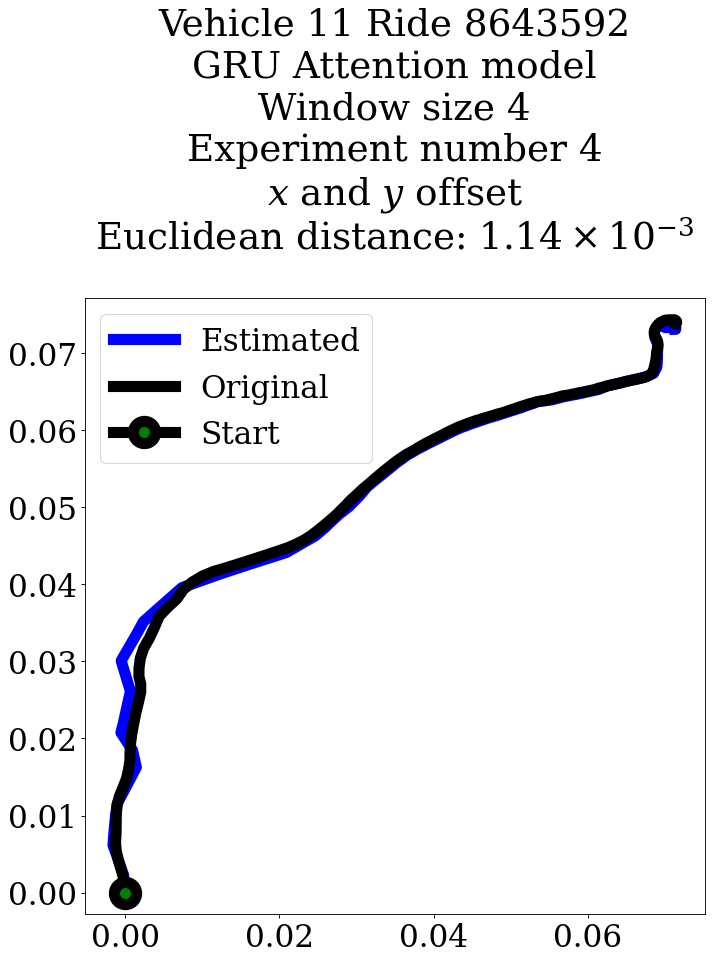 Vehicle 11 Ride 8643592
GRU Attention model
Window size 4
Experiment number 4
x and y offset
Euclidean distance: 1.14 × 10⁻³
Estimated
Original
Start
0.07
0.06
0.05
0.04
0.03
0.02
0.01
0.00
0.00 0.02 0.04 0.06